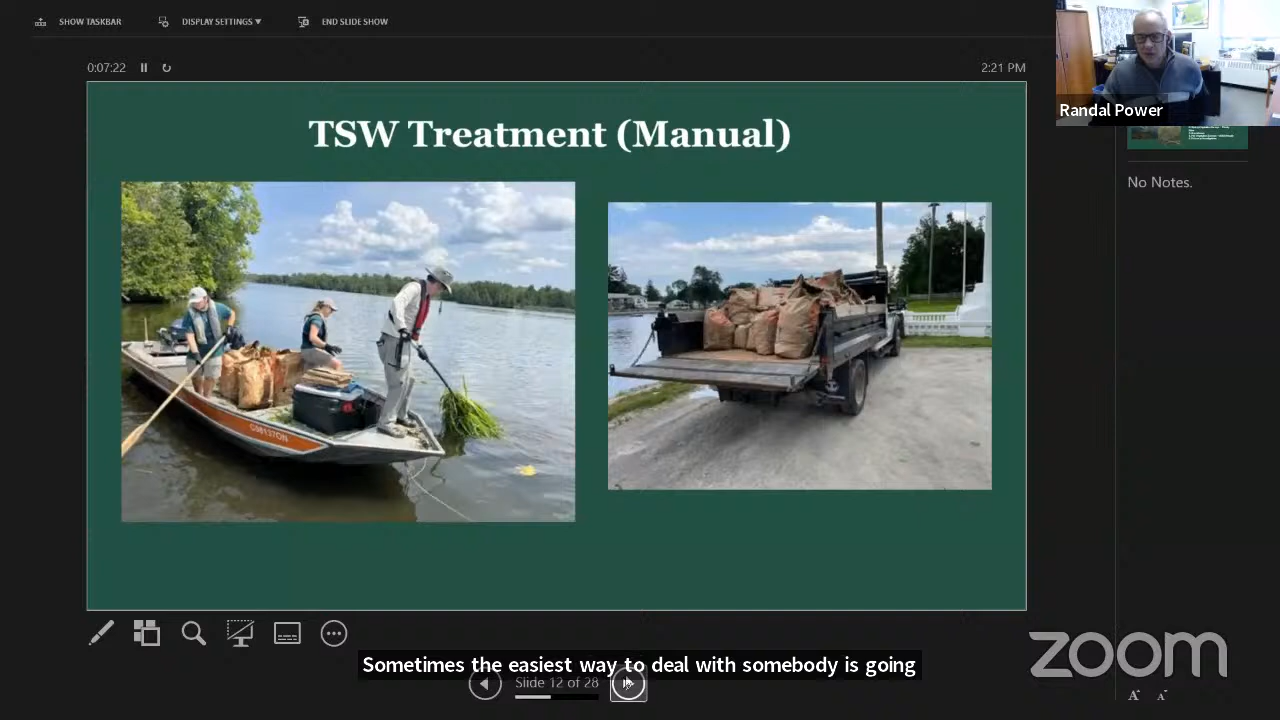 SHOW TASKBAR
DISPLAY SETTINGS ▼
END SLIDE SHOW
0:07:22
2:21 PM
Randal Power
TSW Treatment (Manual)
No Notes.
Sometimes the easiest way to deal with somebody is going
Slide 12 of 28
zoom
A
A